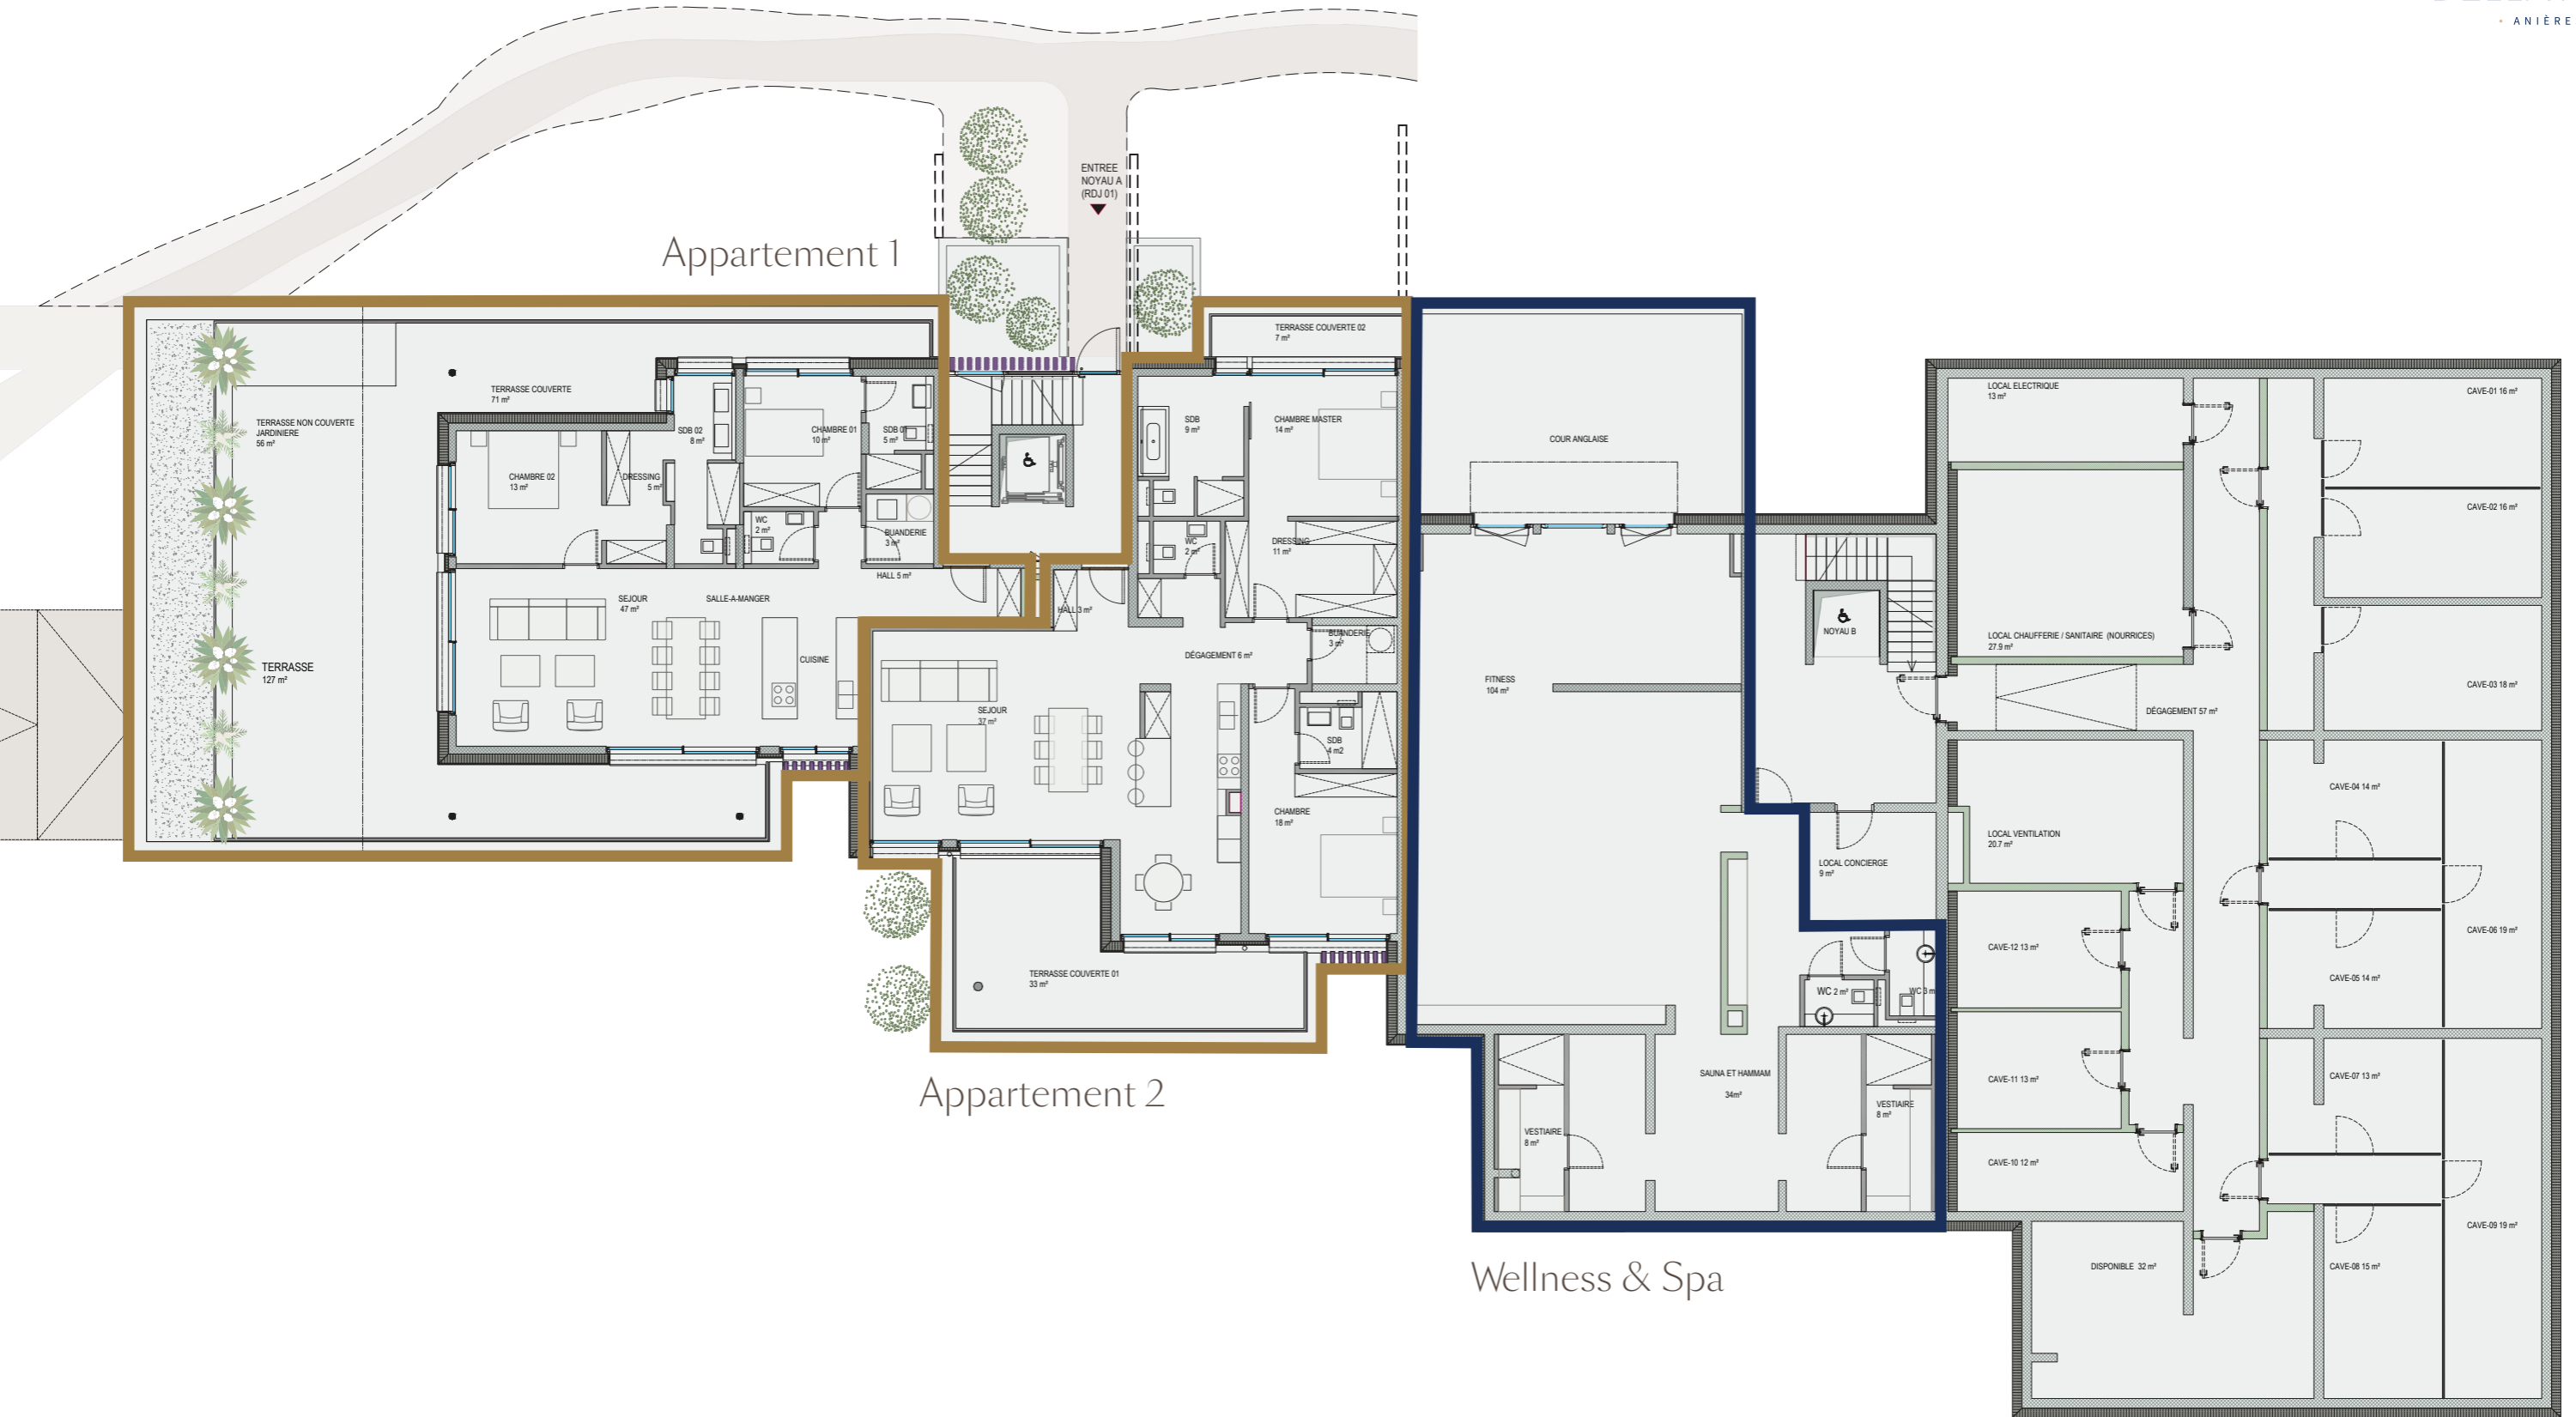 • ANIÈRE
ENTREE
NOYAU A
(RDJ 01)
Appartement 1
TERRASSE COUVERTE 02
7 m²
TERRASSE COUVERTE
71 m²
TERRASSE NON COUVERTE
JARDINIERE
56 m²
SDB 02
8 m²
CHAMBRE 01
10 m²
SDB 01
5 m²
CHAMBRE 02
13 m²
DRESSING
5 m²
WC
2 m²
BUANDERIE
3 m²
HALL 5 m²
SEJOUR
47 m²
SALLE-A-MANGER
CUISINE
TERRASSE
127 m²
SDB
9 m²
CHAMBRE MASTER
14 m²
WC
2 m²
DRESSING
11 m²
HALL 3 m²
BUANDERIE
3 m²
DÉGAGEMENT 6 m²
SEJOUR
37 m²
SDB
4 m2
CHAMBRE
18 m²
TERRASSE COUVERTE 01
33 m²
Appartement 2
COUR ANGLAISE
FITNESS
104 m²
NOYAU B
LOCAL CONCIERGE
9 m²
WC 2 m²
WC 3 m
SAUNA ET HAMMAM
34m²
VESTIAIRE
8 m²
VESTIAIRE
8 m²
Wellness & Spa
LOCAL ELECTRIQUE
13 m²
LOCAL CHAUFFERIE / SANITAIRE (NOURRICES)
27.9 m²
DÉGAGEMENT 57 m²
LOCAL VENTILATION
20.7 m²
CAVE-12 13 m²
CAVE-11 13 m²
CAVE-10 12 m²
DISPONIBLE 32 m²
CAVE-01 16 m²
CAVE-02 16 m²
CAVE-03 18 m²
CAVE-04 14 m²
CAVE-06 19 m²
CAVE-05 14 m²
CAVE-07 13 m²
CAVE-09 19 m²
CAVE-08 15 m²